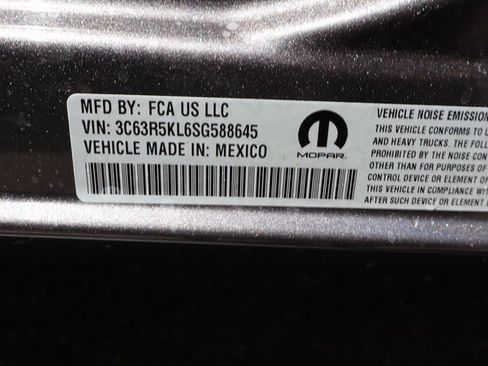 MFD BY: FCA US LLC
VIN: 3C63R5KL6SG588645
VEHICLE MADE IN: MEXICO
MOPAR
VEHICLE NOISE EMISSION
THIS VEHICLE CONFORMS TO U
AND HEAVY TRUCKS. THE FOLL
PROHIBITED BY THE NOISE CON
OTHER THAN FOR PURPOSES OF
CONTROL DEVICE OR ELEMENT OF
THIS VEHICLE IN COMPLIANCE WIT
AFTER SUCH DEVICE OR ELEMENT